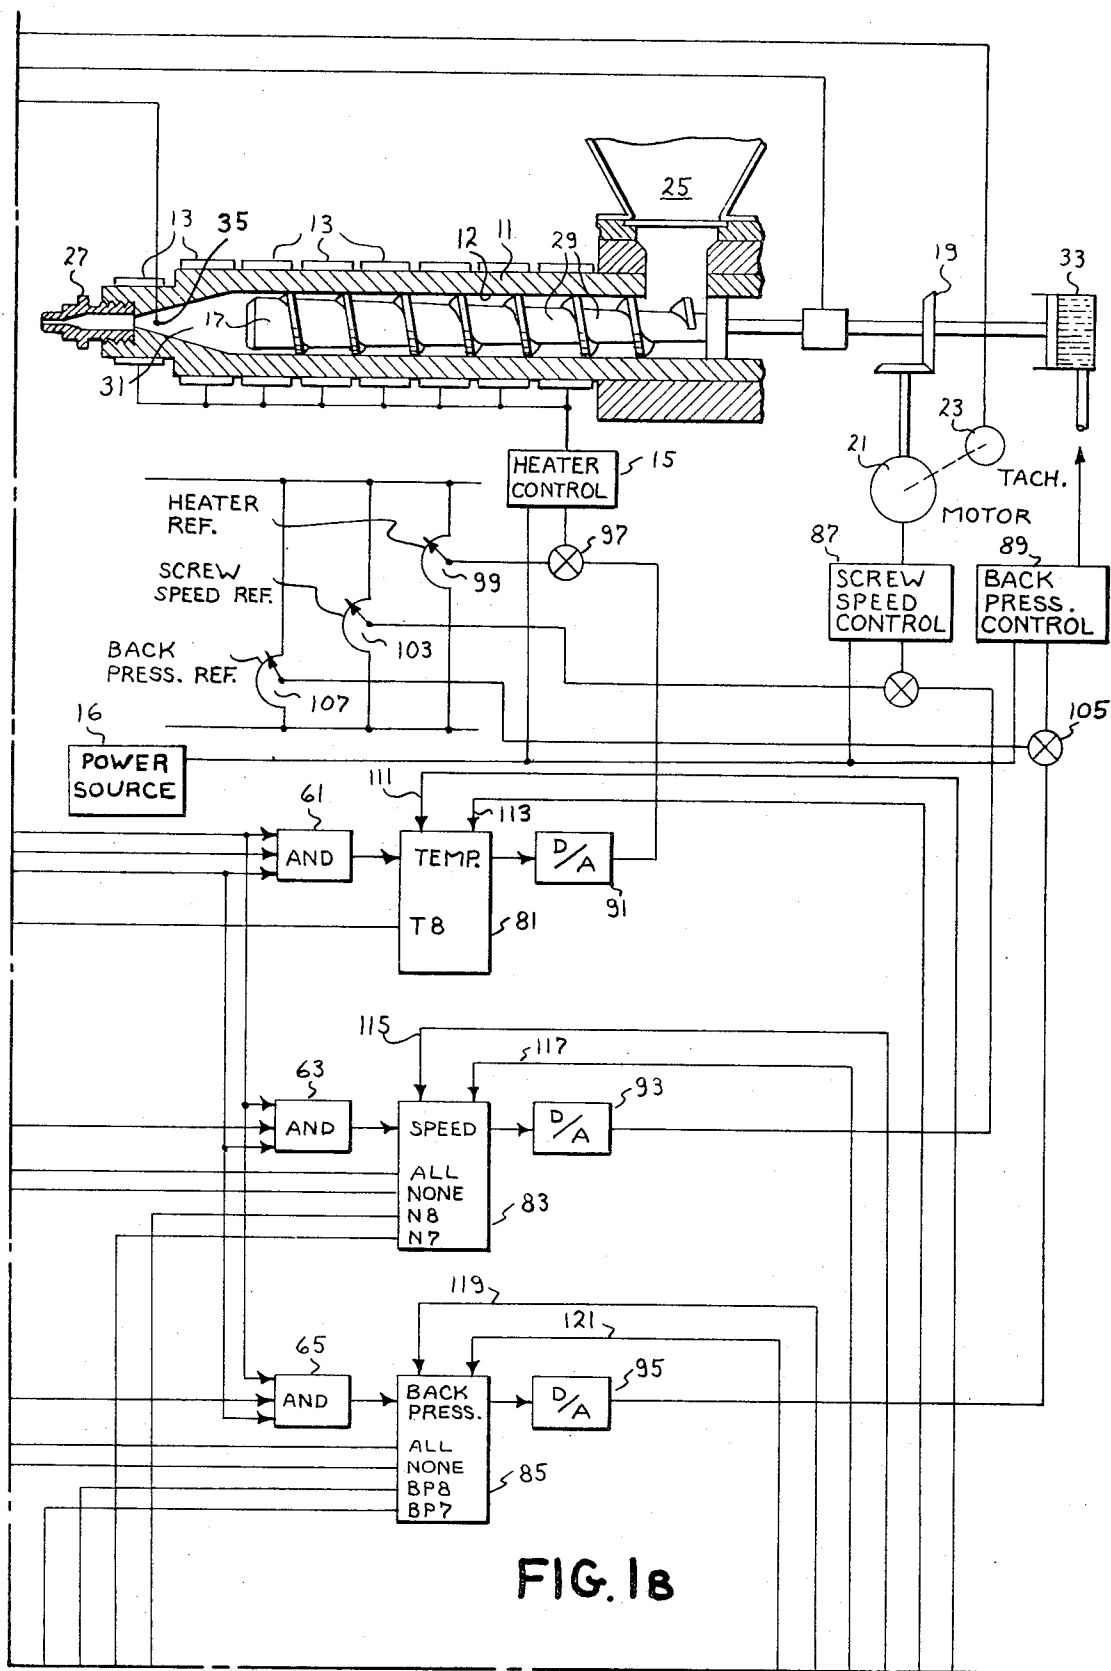 25
13
35
13
12
11
29
19
33
27
17
31
23
21
TACH.
MOTOR
HEATER
CONTROL
15
HEATER
REF.
97
99
87
89
SCREW
SPEED REF.
SCREW
SPEED
CONTROL
BACK
PRESS.
CONTROL
103
BACK
PRESS. REF.
107
105
16
POWER
SOURCE
111
113
61
AND
TEMP.
D/A
91
T8
81
115
117
63
AND
SPEED
D/A
93
ALL
NONE
N8
N7
83
119
121
65
AND
BACK
PRESS.
D/A
95
ALL
NONE
BP8
BP7
85
FIG. 1B